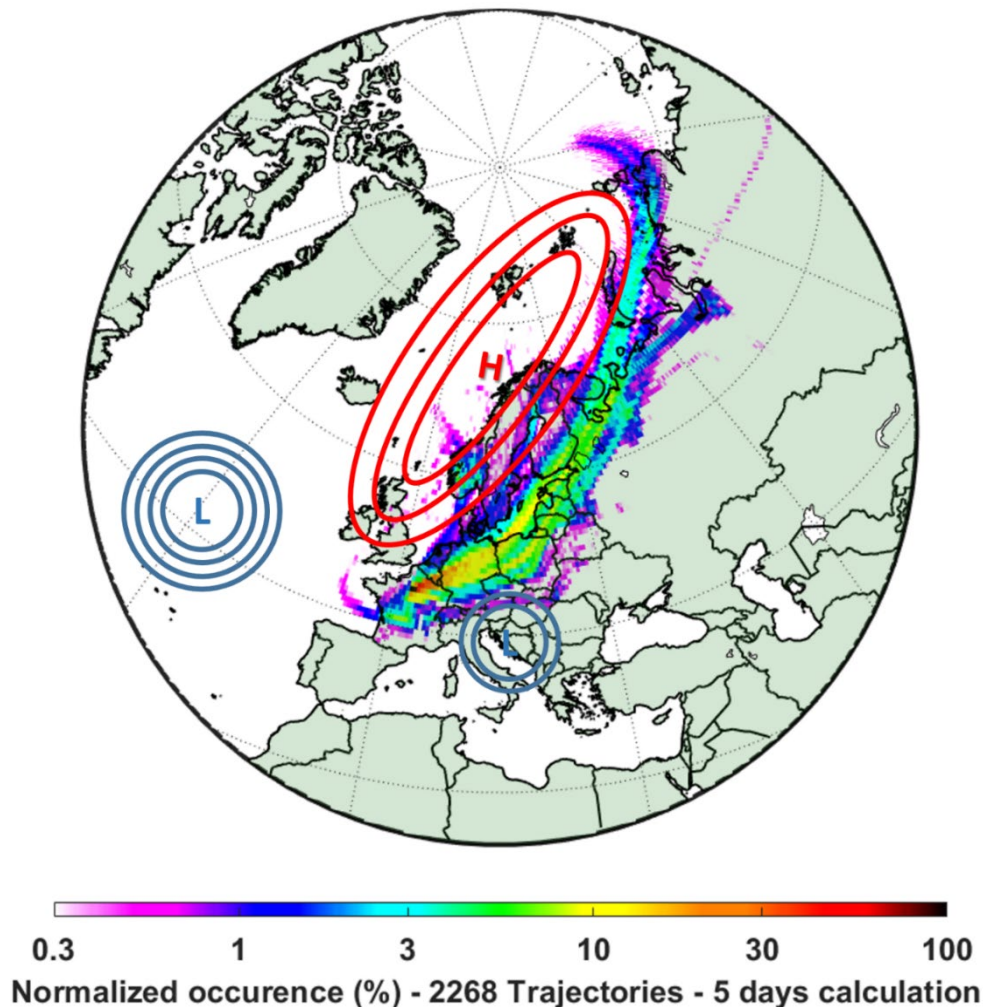 H
L
L
0.3 1 3 10 30 100
Normalized occurence (%) - 2268 Trajectories - 5 days calculation